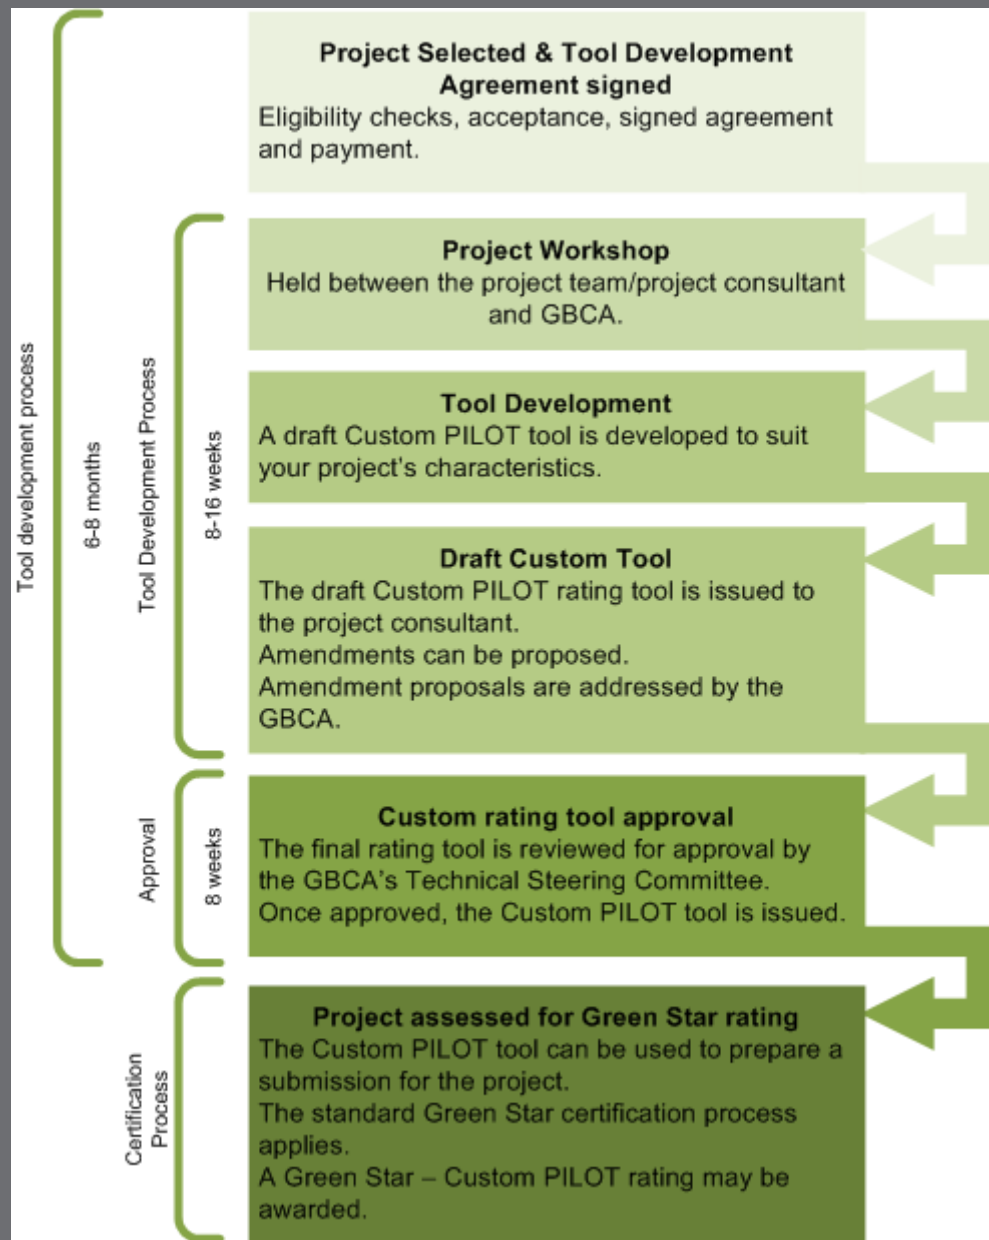 Project Selected & Tool Development
Agreement signed
Eligibility checks, acceptance, signed agreement
and payment.
Project Workshop
Held between the project team/project consultant
and GBCA.
Tool Development
A draft Custom PILOT tool is developed to suit
your project's characteristics.
Draft Custom Tool
The draft Custom PILOT rating tool is issued to
the project consultant.
Amendments can be proposed.
Amendment proposals are addressed by the
GBCA.
Custom rating tool approval
The final rating tool is reviewed for approval by
the GBCA's Technical Steering Committee.
Once approved, the Custom PILOT tool is issued.
Project assessed for Green Star rating
The Custom PILOT tool can be used to prepare a
submission for the project.
The standard Green Star certification process
applies.
A Green Star – Custom PILOT rating may be
awarded.
Tool development process
6-8 months
Tool Development Process
8-16 weeks
Approval
8 weeks
Certification
Process